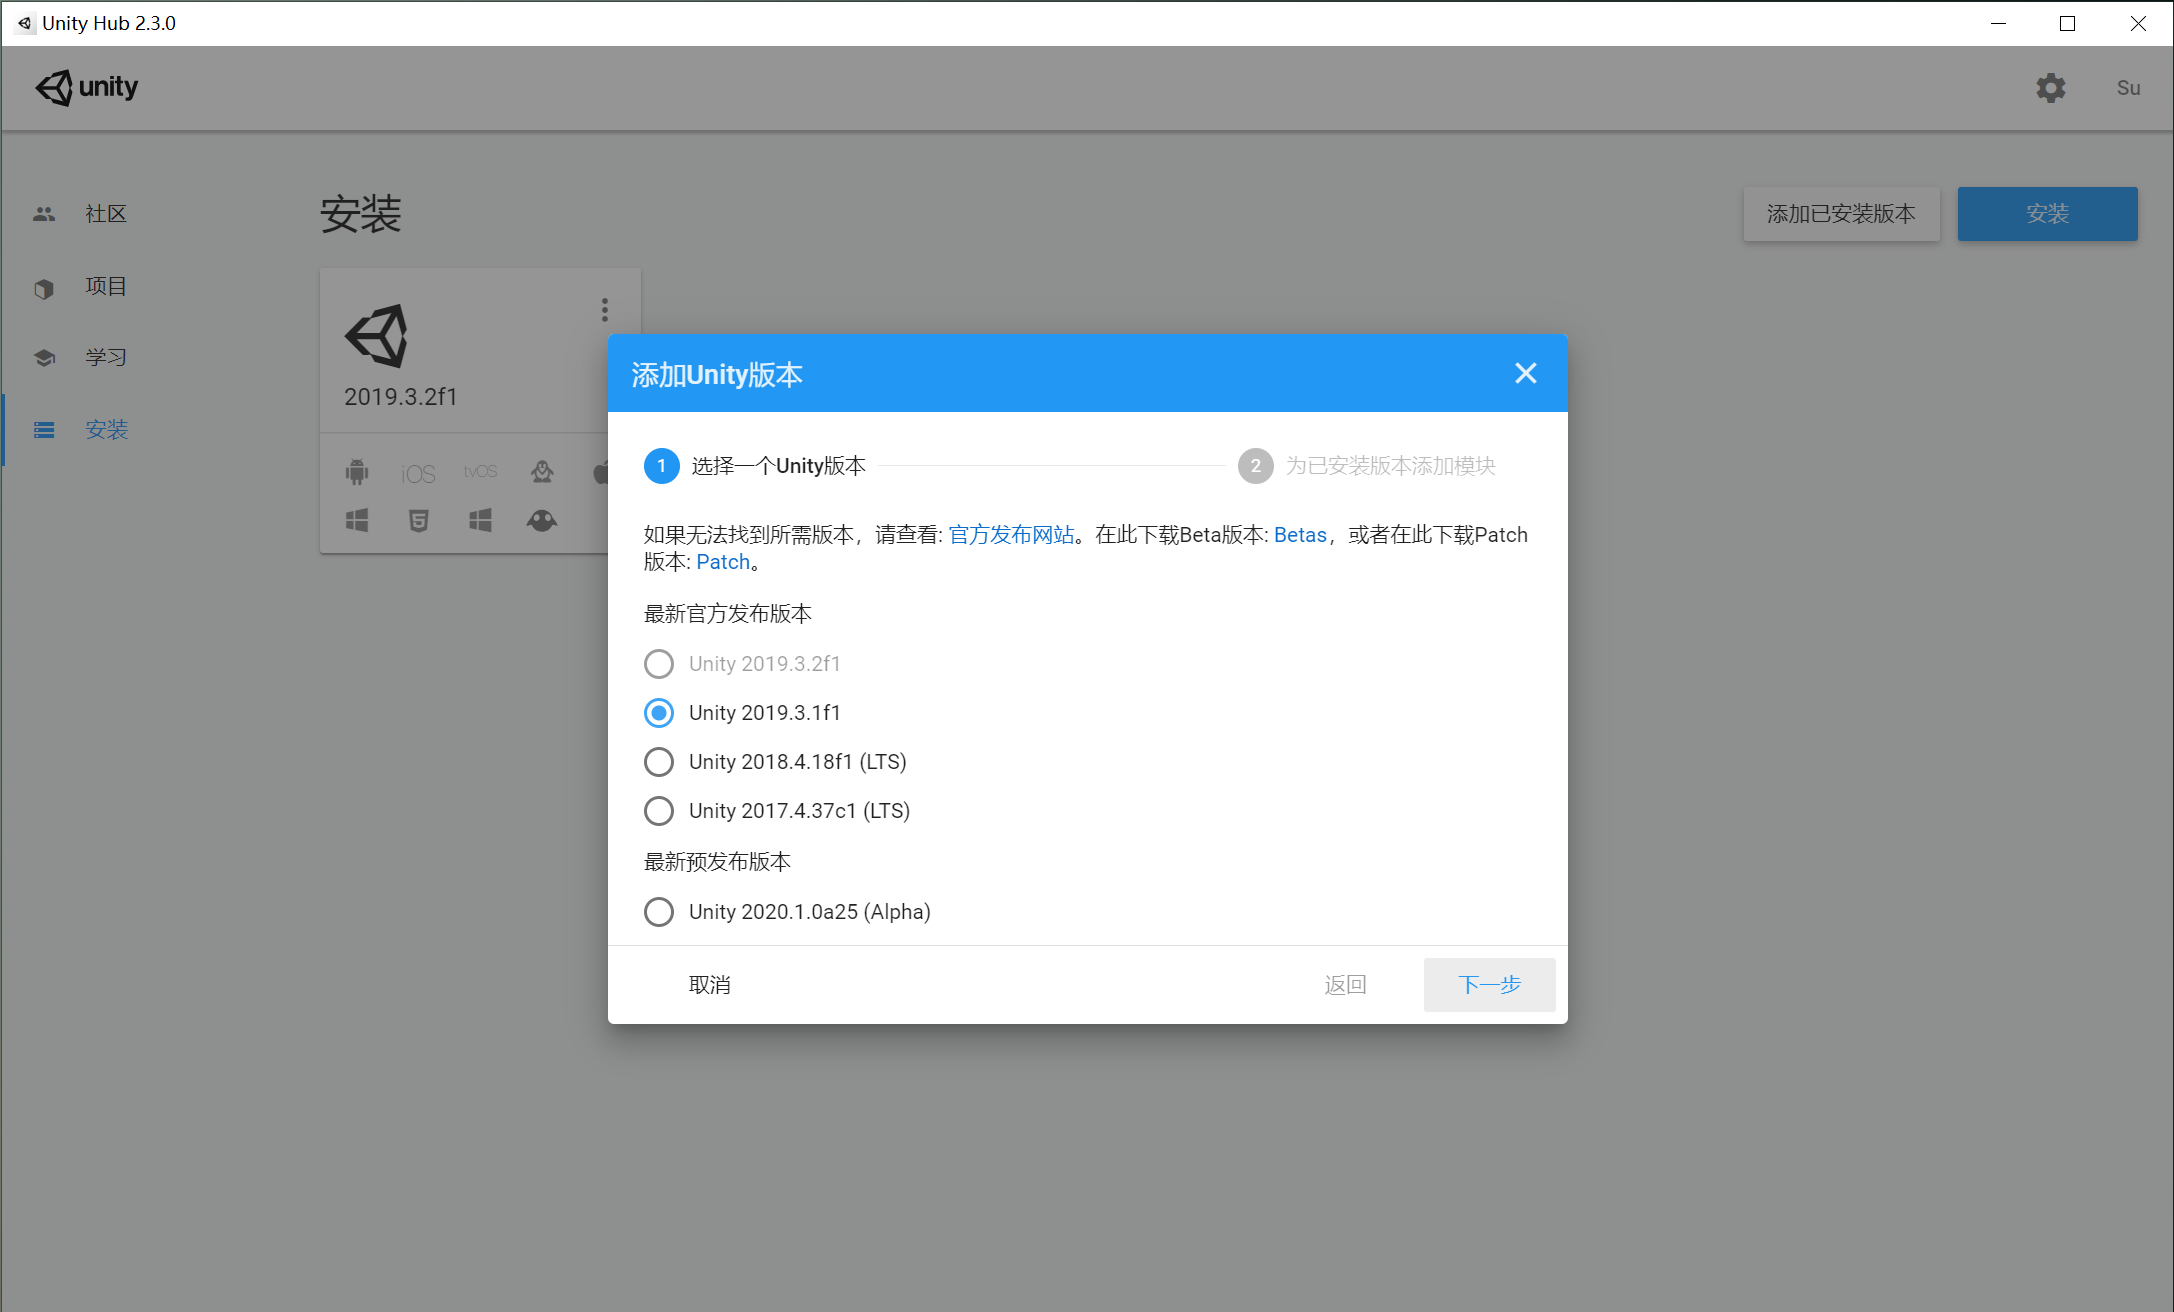 Unity Hub 2.3.0
unity
Su
社区
项目
学习
安装
安装
添加已安装版本
安装
2019.3.2f1
iOS
tvOS
添加Unity版本
1 选择一个Unity版本
2 为已安装版本添加模块
如果无法找到所需版本，请查看: 官方发布网站。在此下载Beta版本: Betas，或者在此下载Patch
版本: Patch。
最新官方发布版本
Unity 2019.3.2f1
Unity 2019.3.1f1
Unity 2018.4.18f1 (LTS)
Unity 2017.4.37c1 (LTS)
最新预发布版本
Unity 2020.1.0a25 (Alpha)
取消
返回
下一步